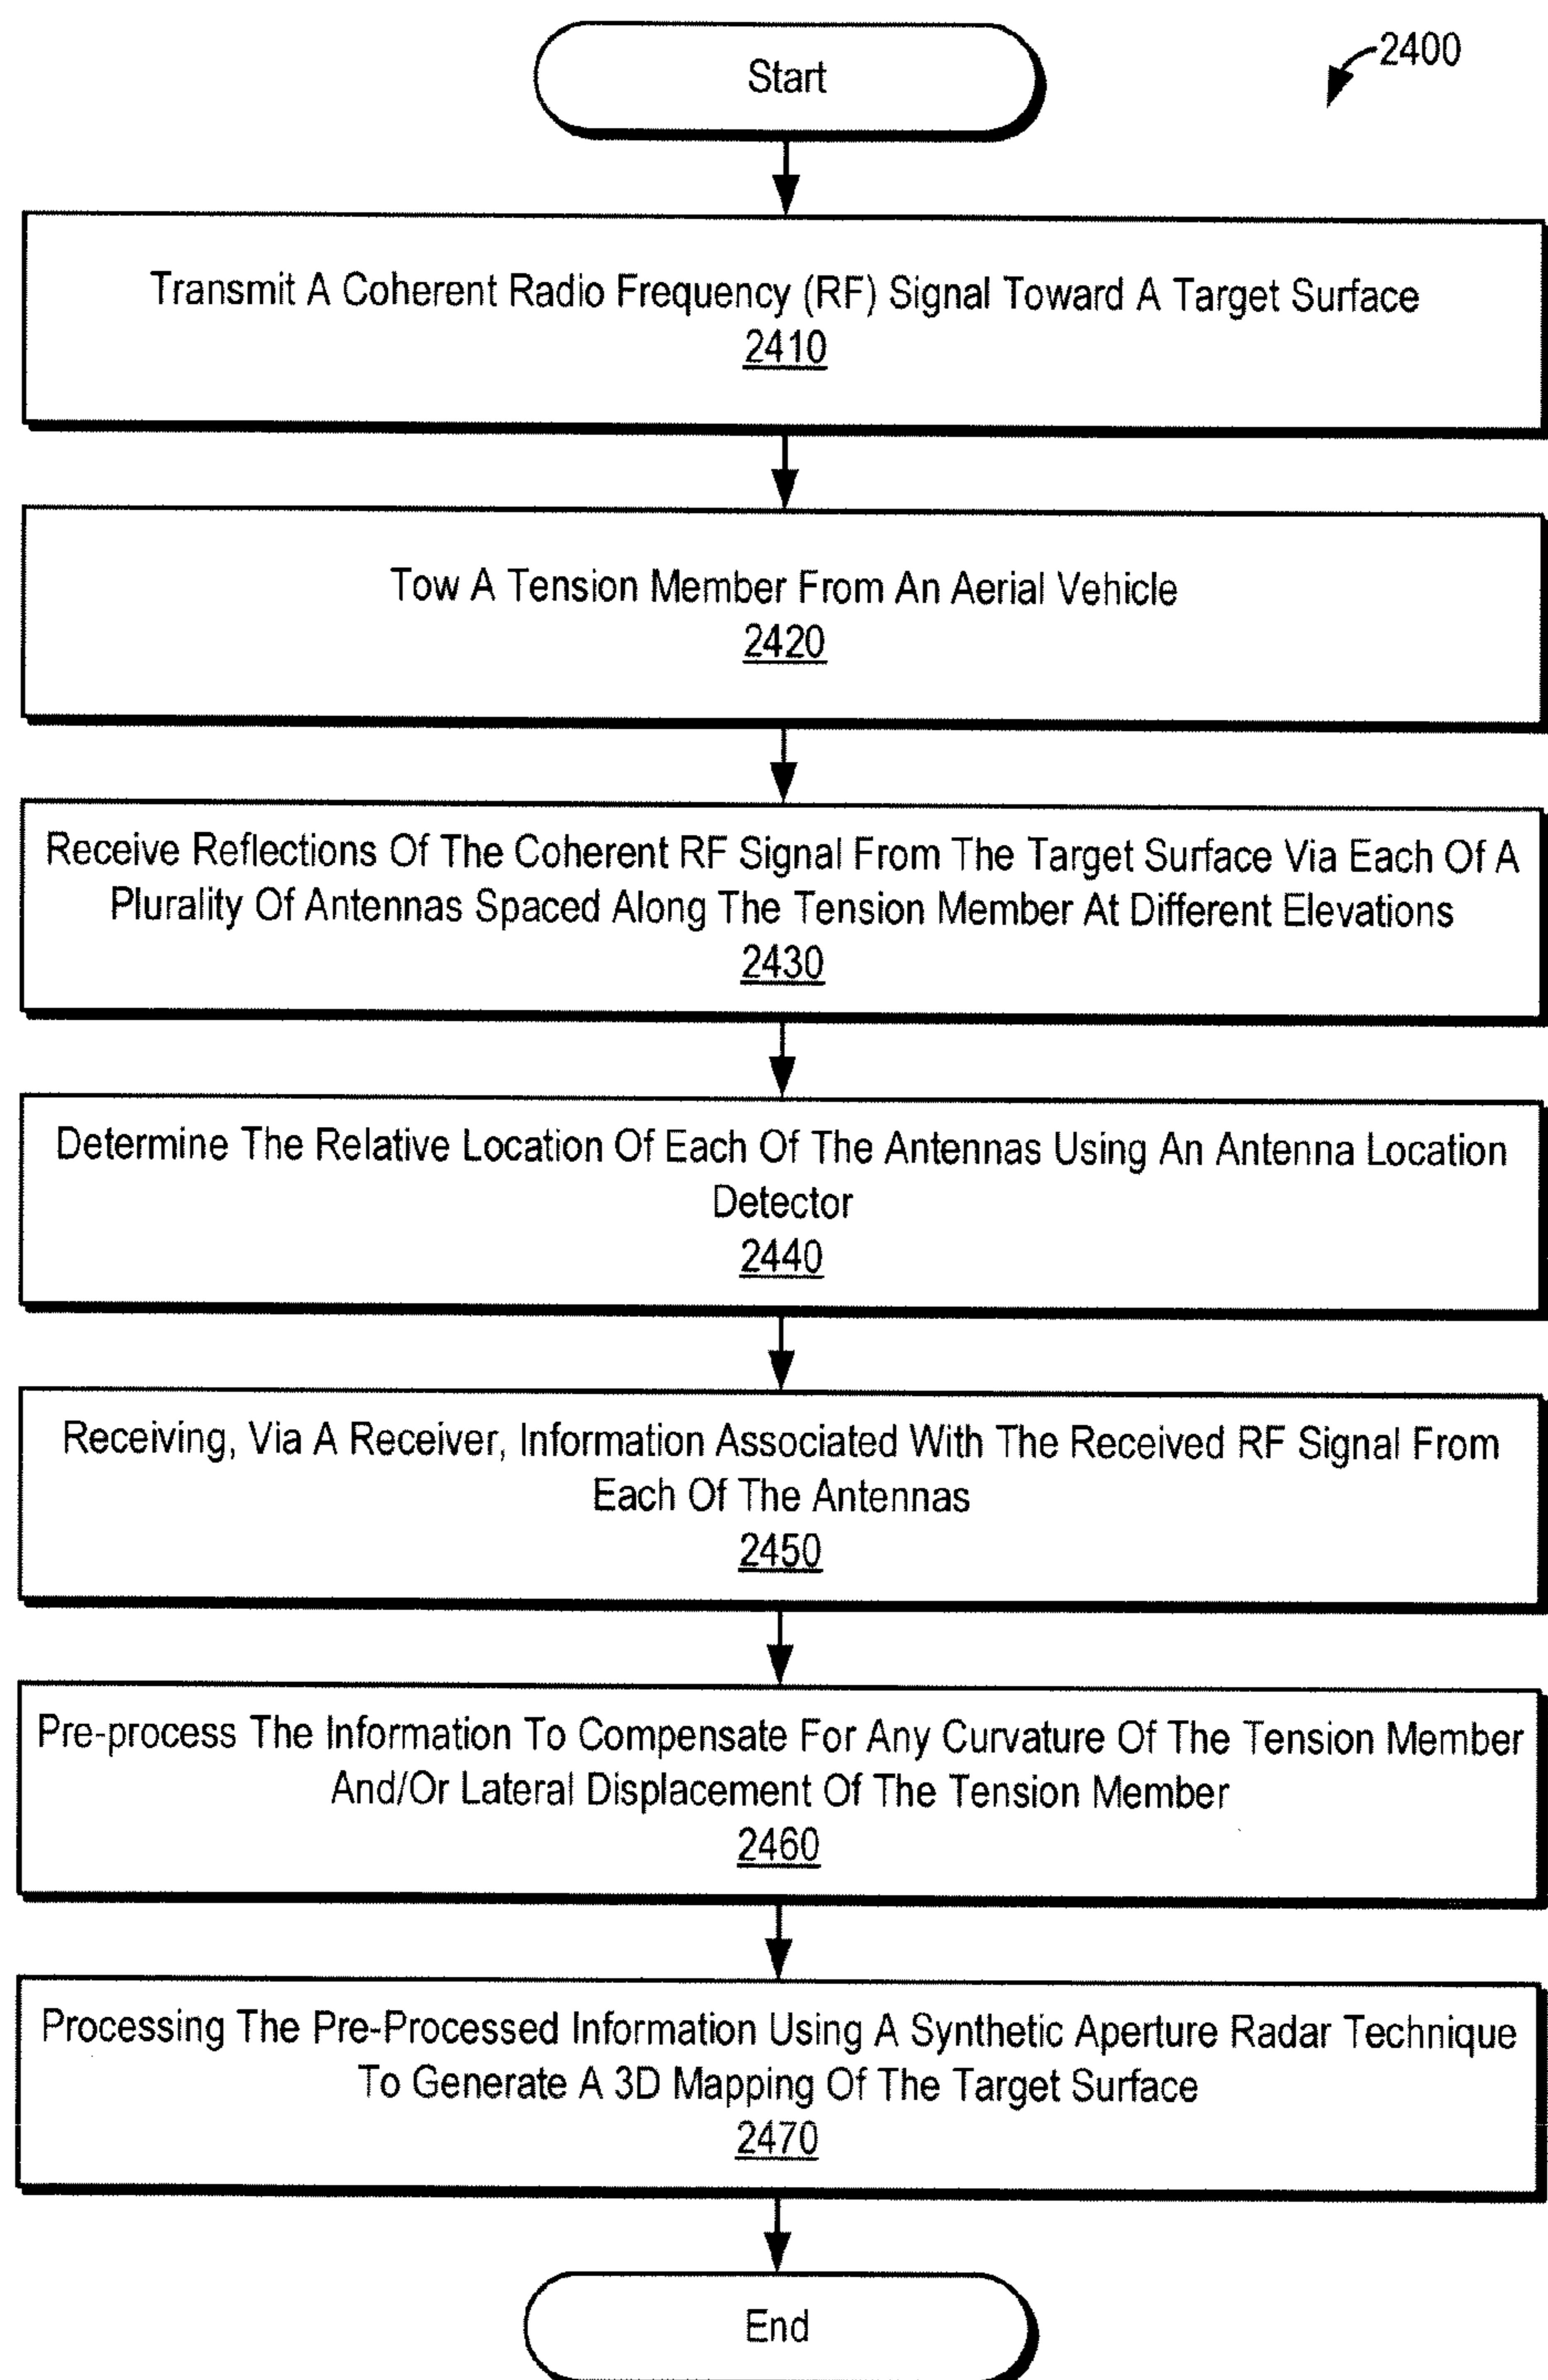 Start
2400
Transmit A Coherent Radio Frequency (RF) Signal Toward A Target Surface
2410
Tow A Tension Member From An Aerial Vehicle
2420
Receive Reflections Of The Coherent RF Signal From The Target Surface Via Each Of A
Plurality Of Antennas Spaced Along The Tension Member At Different Elevations
2430
Determine The Relative Location Of Each Of The Antennas Using An Antenna Location
Detector
2440
Receiving, Via A Receiver, Information Associated With The Received RF Signal From
Each Of The Antennas
2450
Pre-process The Information To Compensate For Any Curvature Of The Tension Member
And/Or Lateral Displacement Of The Tension Member
2460
Processing The Pre-Processed Information Using A Synthetic Aperture Radar Technique
To Generate A 3D Mapping Of The Target Surface
2470
End